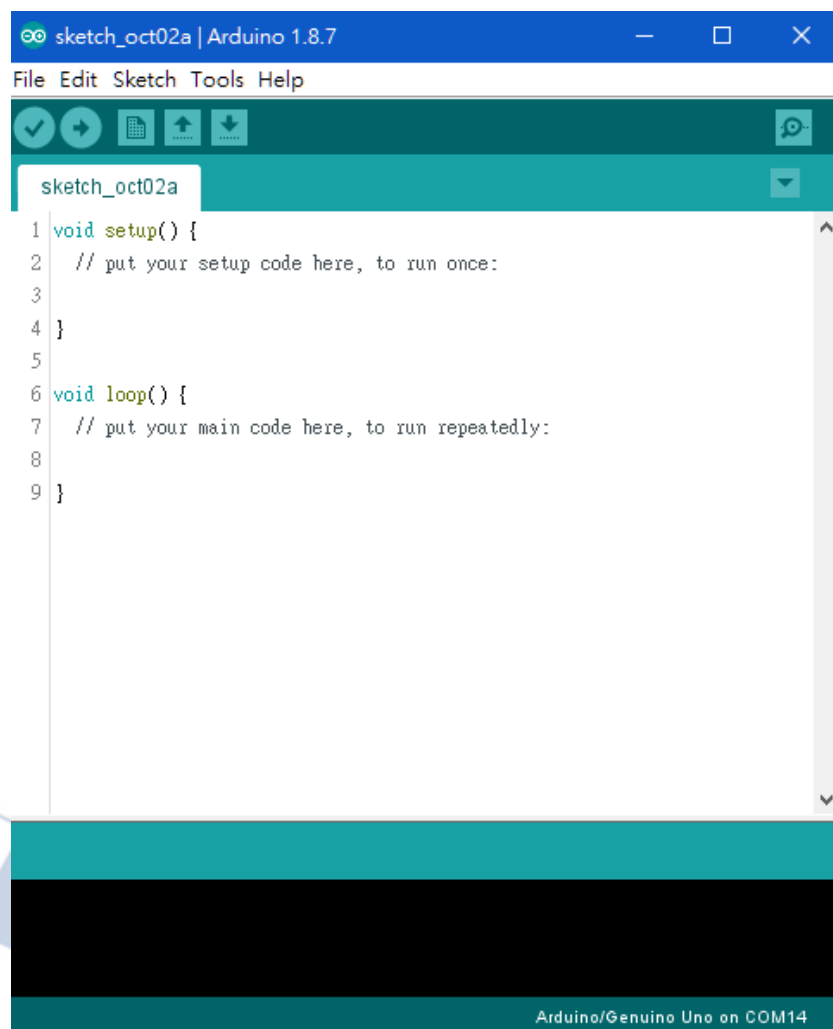 sketch_oct02a | Arduino 1.8.7
File Edit Sketch Tools Help
sketch_oct02a
1 void setup() {
2   // put your setup code here, to run once:
3
4 }
5
6 void loop() {
7   // put your main code here, to run repeatedly:
8
9 }
Arduino/Genuino Uno on COM14